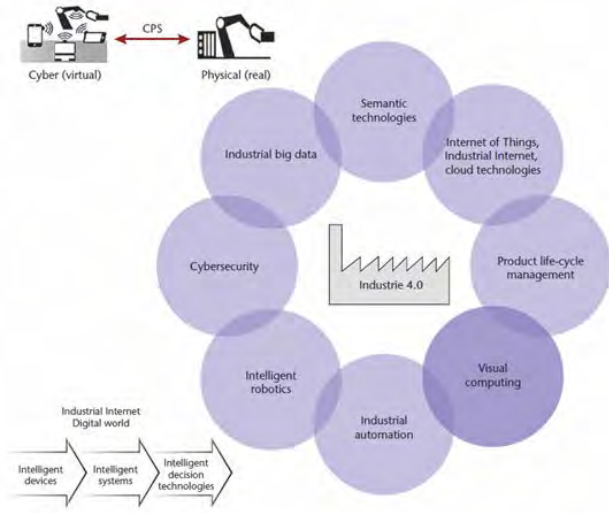 CPS
Cyber (virtual)
Physical (real)
Semantic
technologies
Internet of Things,
Industrial Internet,
cloud technologies
Industrial big data
Cybersecurity
Product life-cycle
management
Industrie 4.0
Intelligent
robotics
Visual
computing
Industrial
automation
Industrial Internet
Digital world
Intelligent
devices
Intelligent
systems
Intelligent
decision
technologies